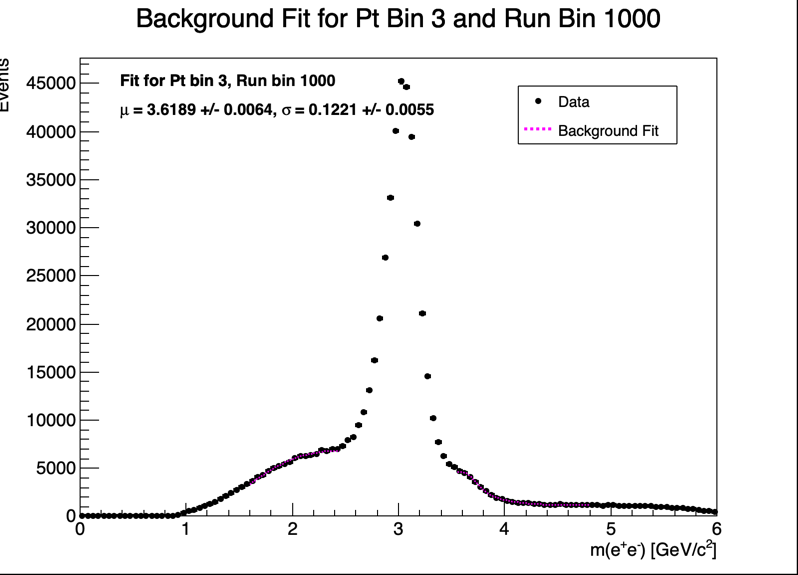 Background Fit for Pt Bin 3 and Run Bin 1000
Events
Fit for Pt bin 3, Run bin 1000
μ = 3.6189 +/- 0.0064, σ = 0.1221 +/- 0.0055
Data
Background Fit
45000
40000
35000
30000
25000
20000
15000
10000
5000
0
0 1 2 3 4 5 6
m(e⁺e⁻) [GeV/c²]